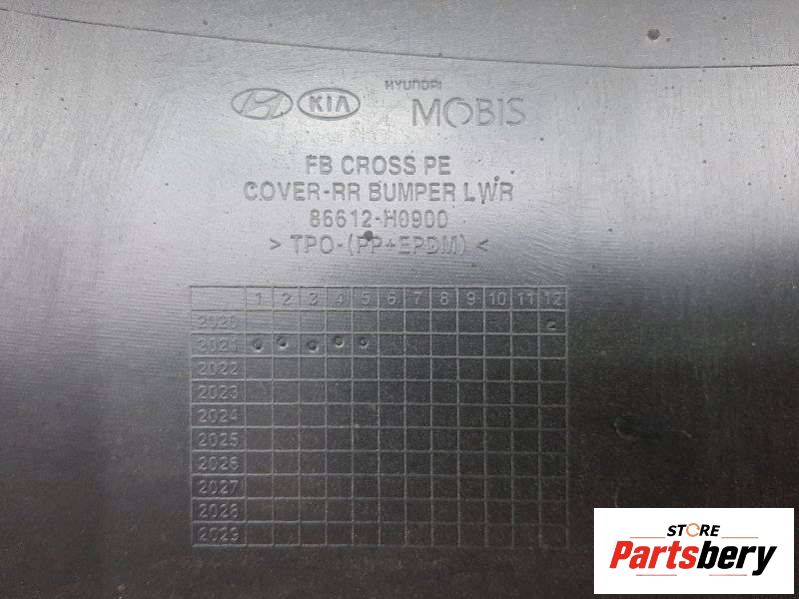 KIA
HYUNDAI
MOBIS
FB CROSS PE
COVER-RR BUMPER LWR
86612-H0900
> TPO-(PP+EPDM) <
1 2 3 4 5 6 7 8 9 10 11 12
2020
2021
2022
2023
2024
2025
2026
2027
2028
2029
STORE
Partsbery